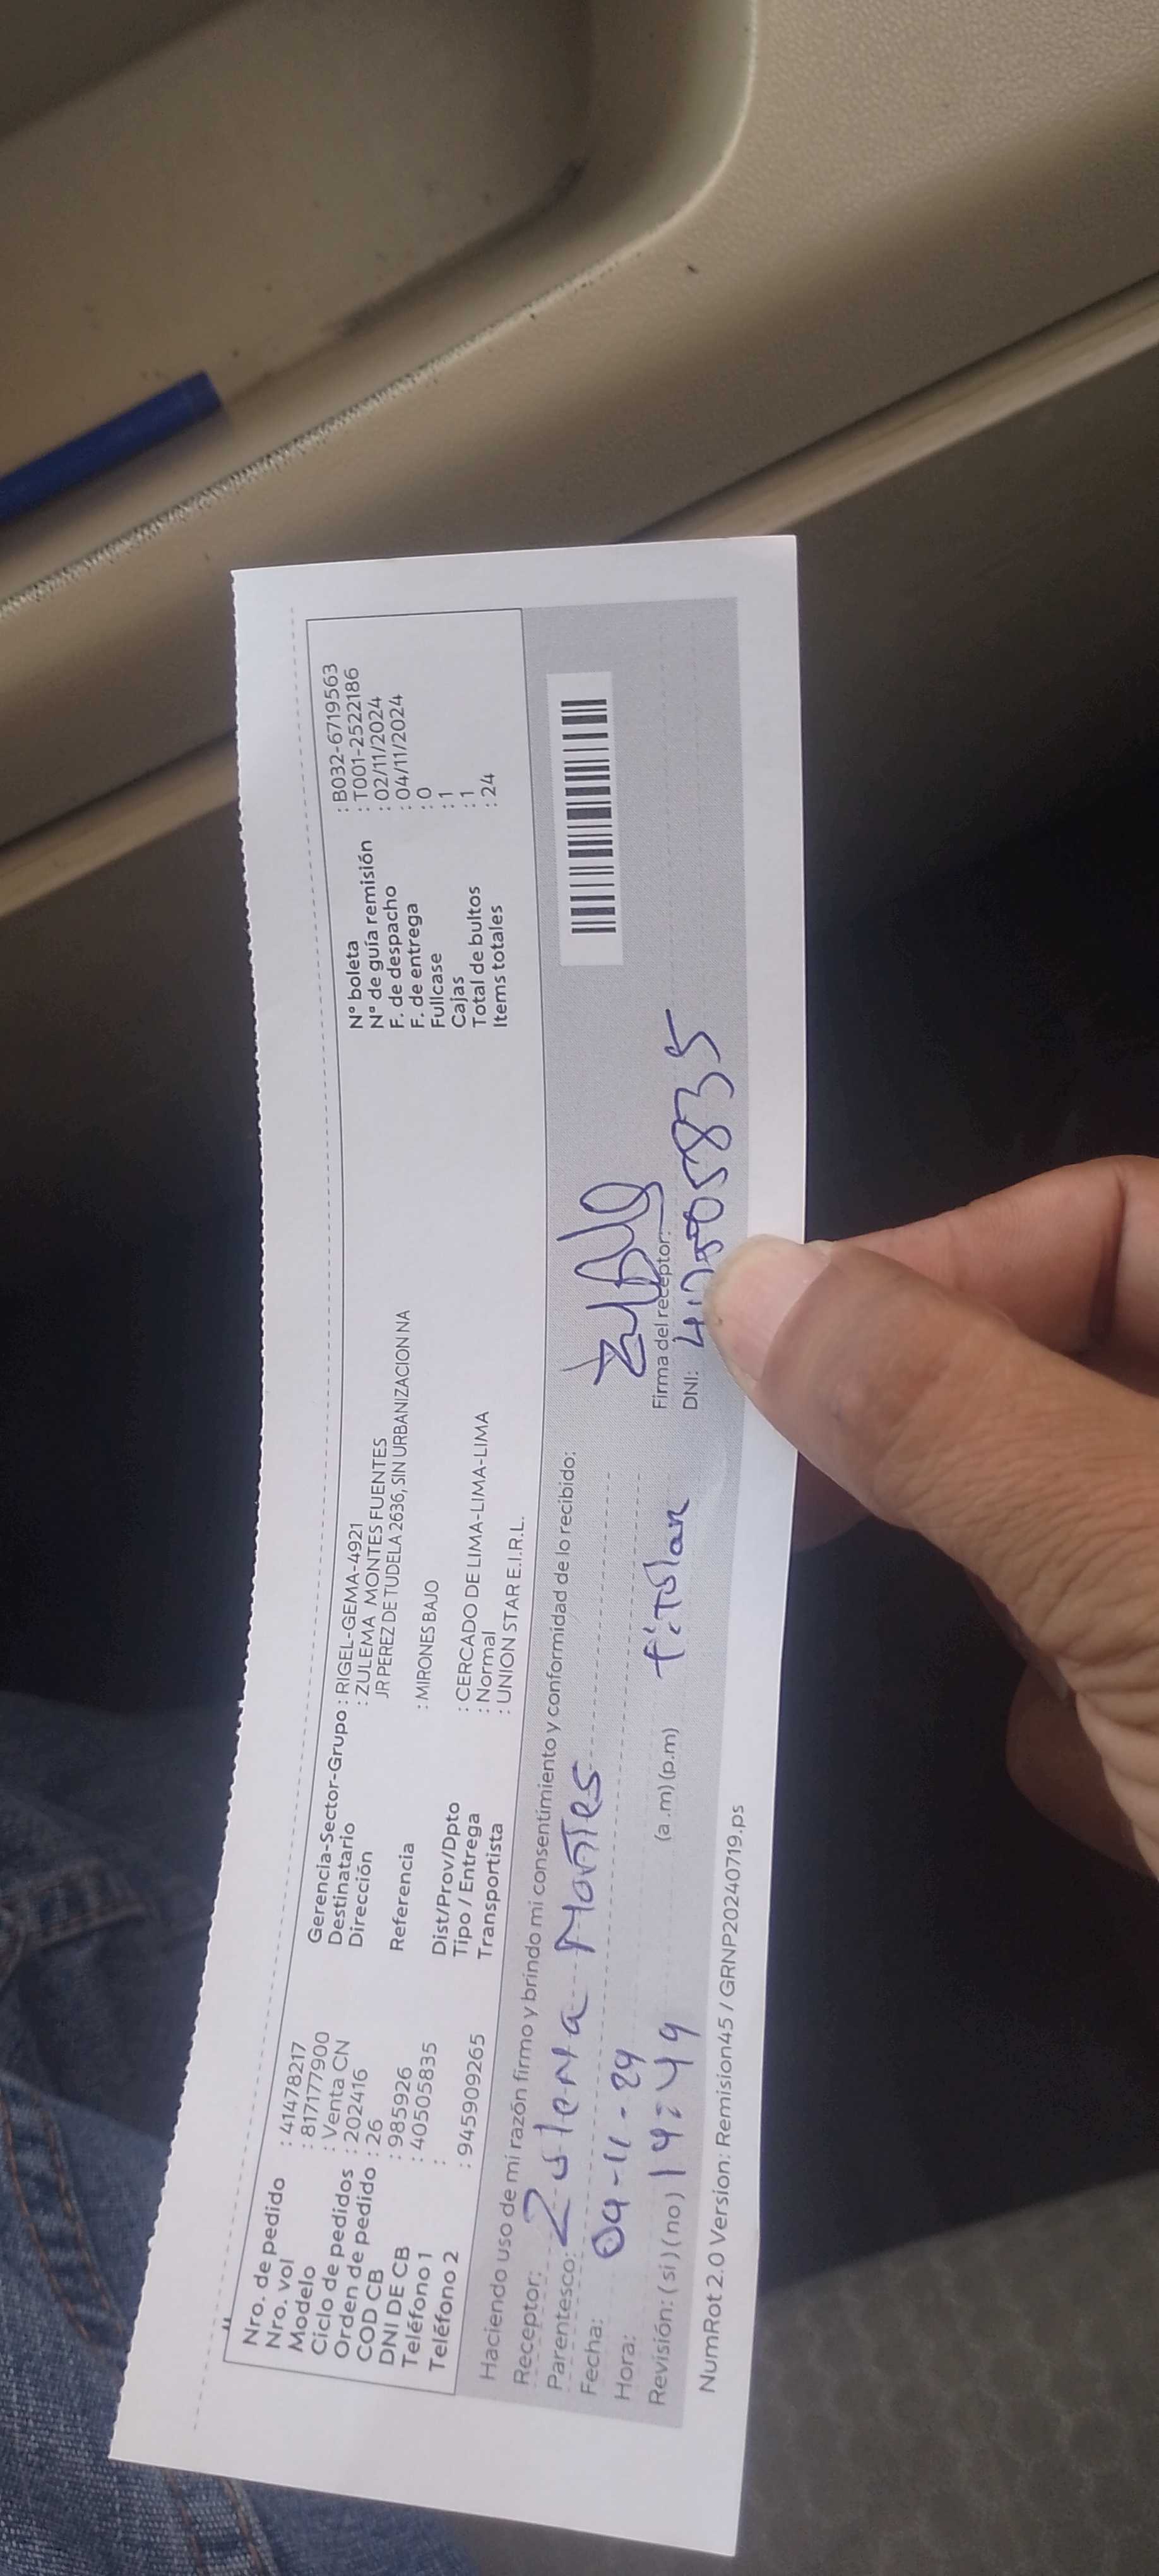 Nro. de pedido : 41478217
Nro. vol : 817177900
Modelo : Venta CN
Ciclo de pedidos : 202416
Orden de pedido : 26
COD CB : 985926
DNI DE CB : 40505835
Teléfono 1 :
Teléfono 2 : 945909265
Gerencia-Sector-Grupo : RIGEL-GEMA-4921
Destinatario : ZULEMA MONTES FUENTES
Dirección JR PEREZ DE TUDELA 2636, SIN URBANIZACION NA
Referencia : MIRONES BAJO
Dist/Prov/Dpto : CERCADO DE LIMA-LIMA-LIMA
Tipo / Entrega : Normal
Transportista : UNION STAR E.I.R.L.
N° boleta : B032-6719563
N° de guía remisión : T001-2522186
F. de despacho : 02/11/2024
F. de entrega : 04/11/2024
Fullcase : 0
Cajas : 1
Total de bultos : 1
Items totales : 24
Haciendo uso de mi razón firmo y brindo mi consentimiento y conformidad de lo recibido:
Receptor: Zulema Montes
Parentesco:
Fecha: 04-11-24
Hora: 14:49 (a.m) (p.m)
titular
Revisión: (si) (no)
Firma del receptor:
DNI: 05835
NumRot 2.0 Version: Remision45 / GRNP20240719.ps